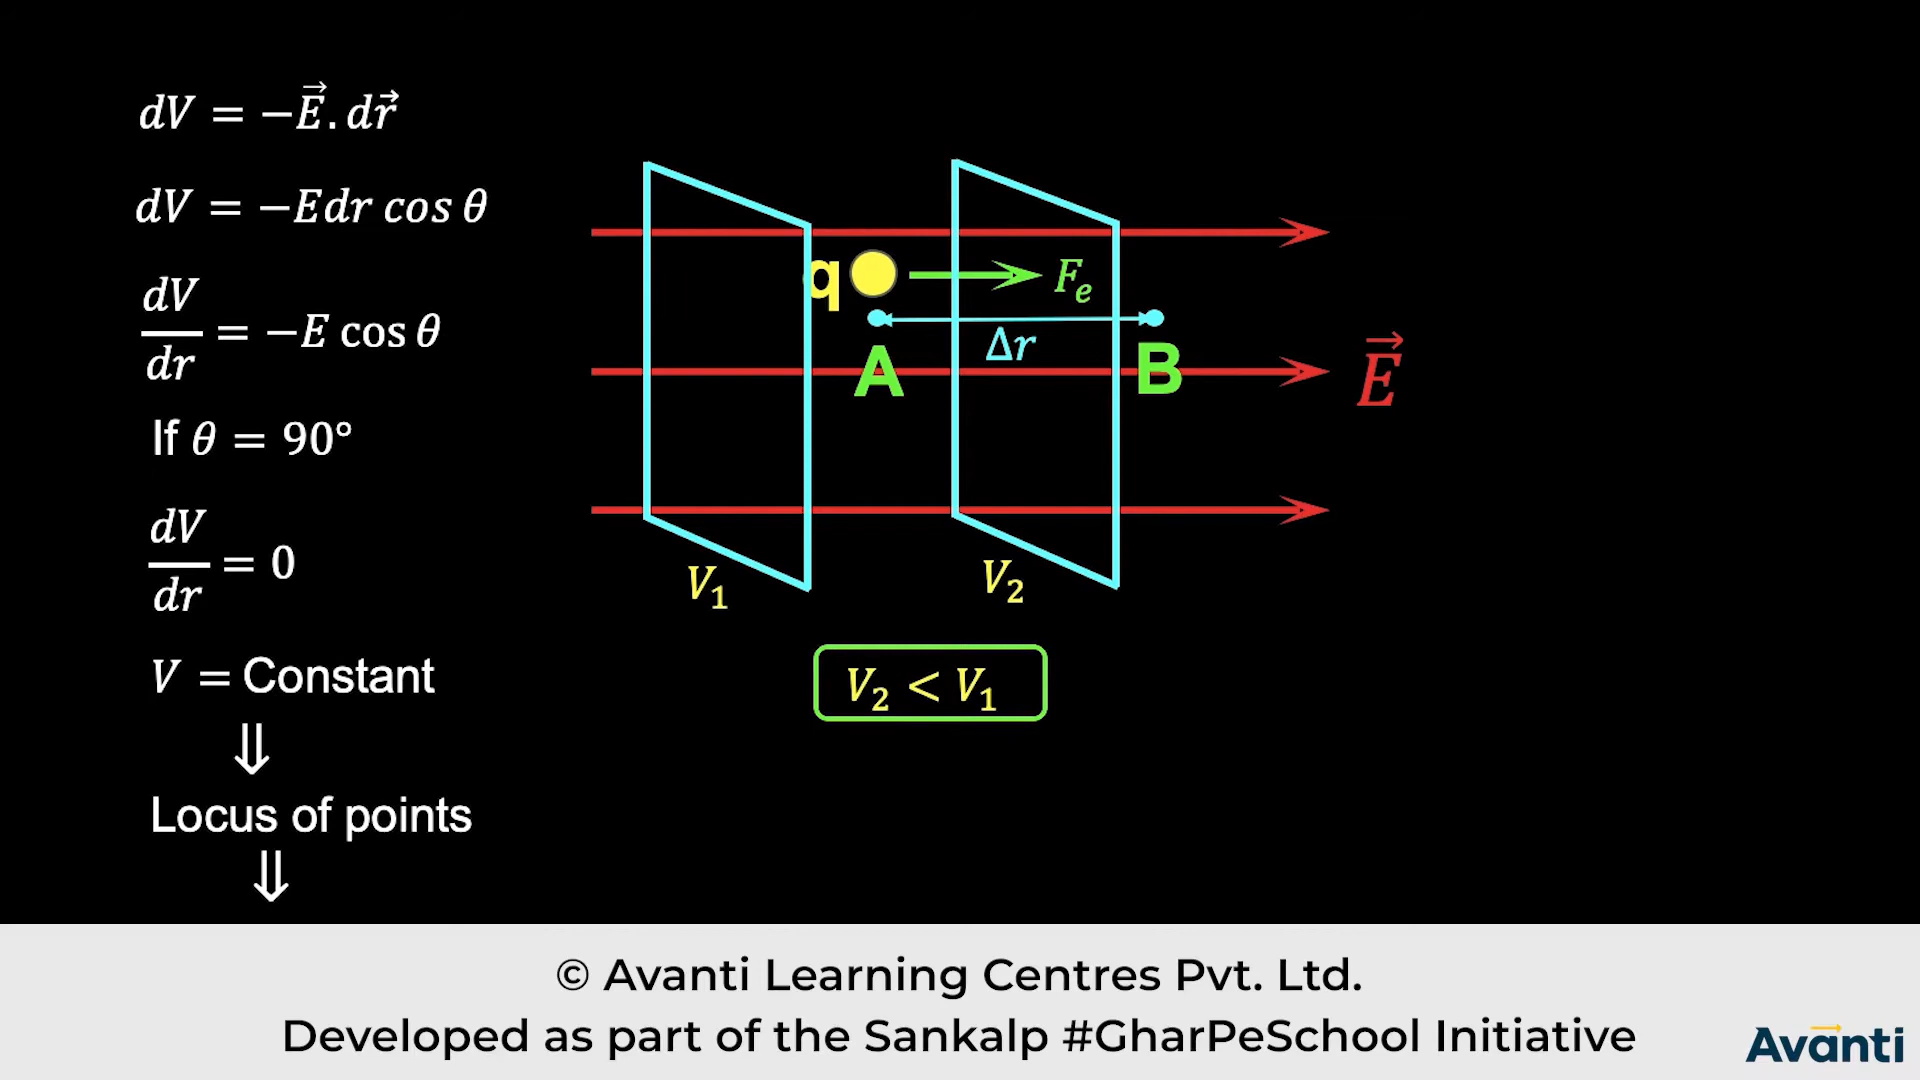 dV = −E⃗. dr⃗
dV = −Edr cos θ
dV/dr = −E cos θ
If θ = 90°
dV/dr = 0
V = Constant
⇓
Locus of points
⇓
q
Fₑ
Δr
A
B
E⃗
V₁
V₂
V₂ < V₁
© Avanti Learning Centres Pvt. Ltd.
Developed as part of the Sankalp #GharPeSchool Initiative
Avanti